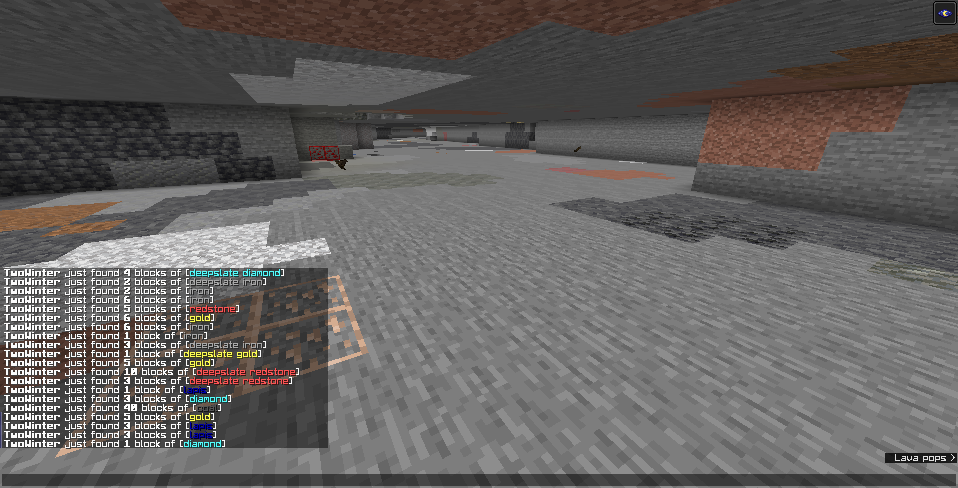 TwoWinter just found 4 blocks of [deepslate diamond]
TwoWinter just found 2 blocks of [deepslate iron]
TwoWinter just found 2 blocks of [iron]
TwoWinter just found 6 blocks of [iron]
TwoWinter just found 5 blocks of [redstone]
TwoWinter just found 6 blocks of [gold]
TwoWinter just found 6 blocks of [iron]
TwoWinter just found 1 block of [iron]
TwoWinter just found 3 blocks of [deepslate iron]
TwoWinter just found 1 block of [deepslate gold]
TwoWinter just found 5 blocks of [gold]
TwoWinter just found 10 blocks of [deepslate redstone]
TwoWinter just found 3 blocks of [deepslate redstone]
TwoWinter just found 1 block of [lapis]
TwoWinter just found 3 blocks of [diamond]
TwoWinter just found 40 blocks of [coal]
TwoWinter just found 5 blocks of [gold]
TwoWinter just found 3 blocks of [lapis]
TwoWinter just found 3 blocks of [lapis]
TwoWinter just found 1 block of [diamond]
Lava pops >